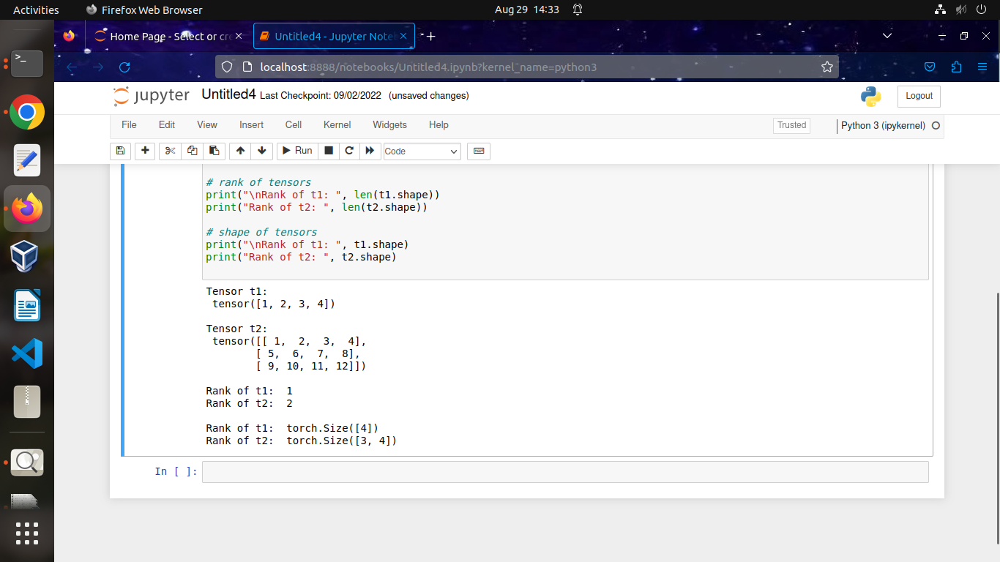 Activities Firefox Web Browser Aug 29 14:33
Home Page - Select or cre Untitled4 - Jupyter Noteb
localhost:8888/notebooks/Untitled4.ipynb?kernel_name=python3
jupyter Untitled4 Last Checkpoint: 09/02/2022 (unsaved changes) Logout
File Edit View Insert Cell Kernel Widgets Help Trusted Python 3 (ipykernel)
Run Code
# rank of tensors
print("\nRank of t1: ", len(t1.shape))
print("Rank of t2: ", len(t2.shape))
# shape of tensors
print("\nRank of t1: ", t1.shape)
print("Rank of t2: ", t2.shape)
Tensor t1:
tensor([1, 2, 3, 4])
Tensor t2:
tensor([[ 1,  2,  3,  4],
[ 5,  6,  7,  8],
[ 9, 10, 11, 12]])
Rank of t1:  1
Rank of t2:  2
Rank of t1:  torch.Size([4])
Rank of t2:  torch.Size([3, 4])
In [ ]: